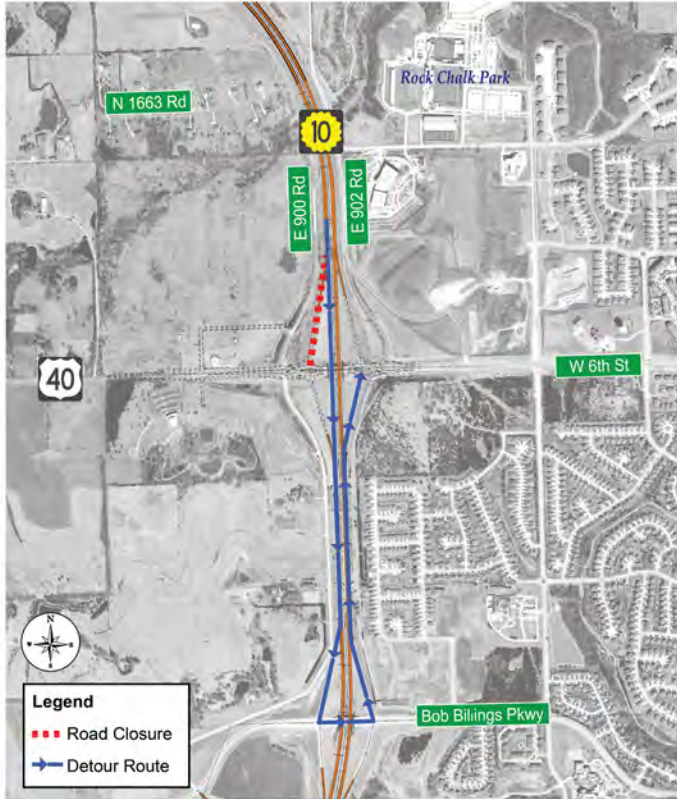 Rock Chalk Park
N 1663 Rd
10
E 900 Rd
E 902 Rd
40
W 6th St
N
W
E
S
Legend
Road Closure
Detour Route
Bob Billings Pkwy